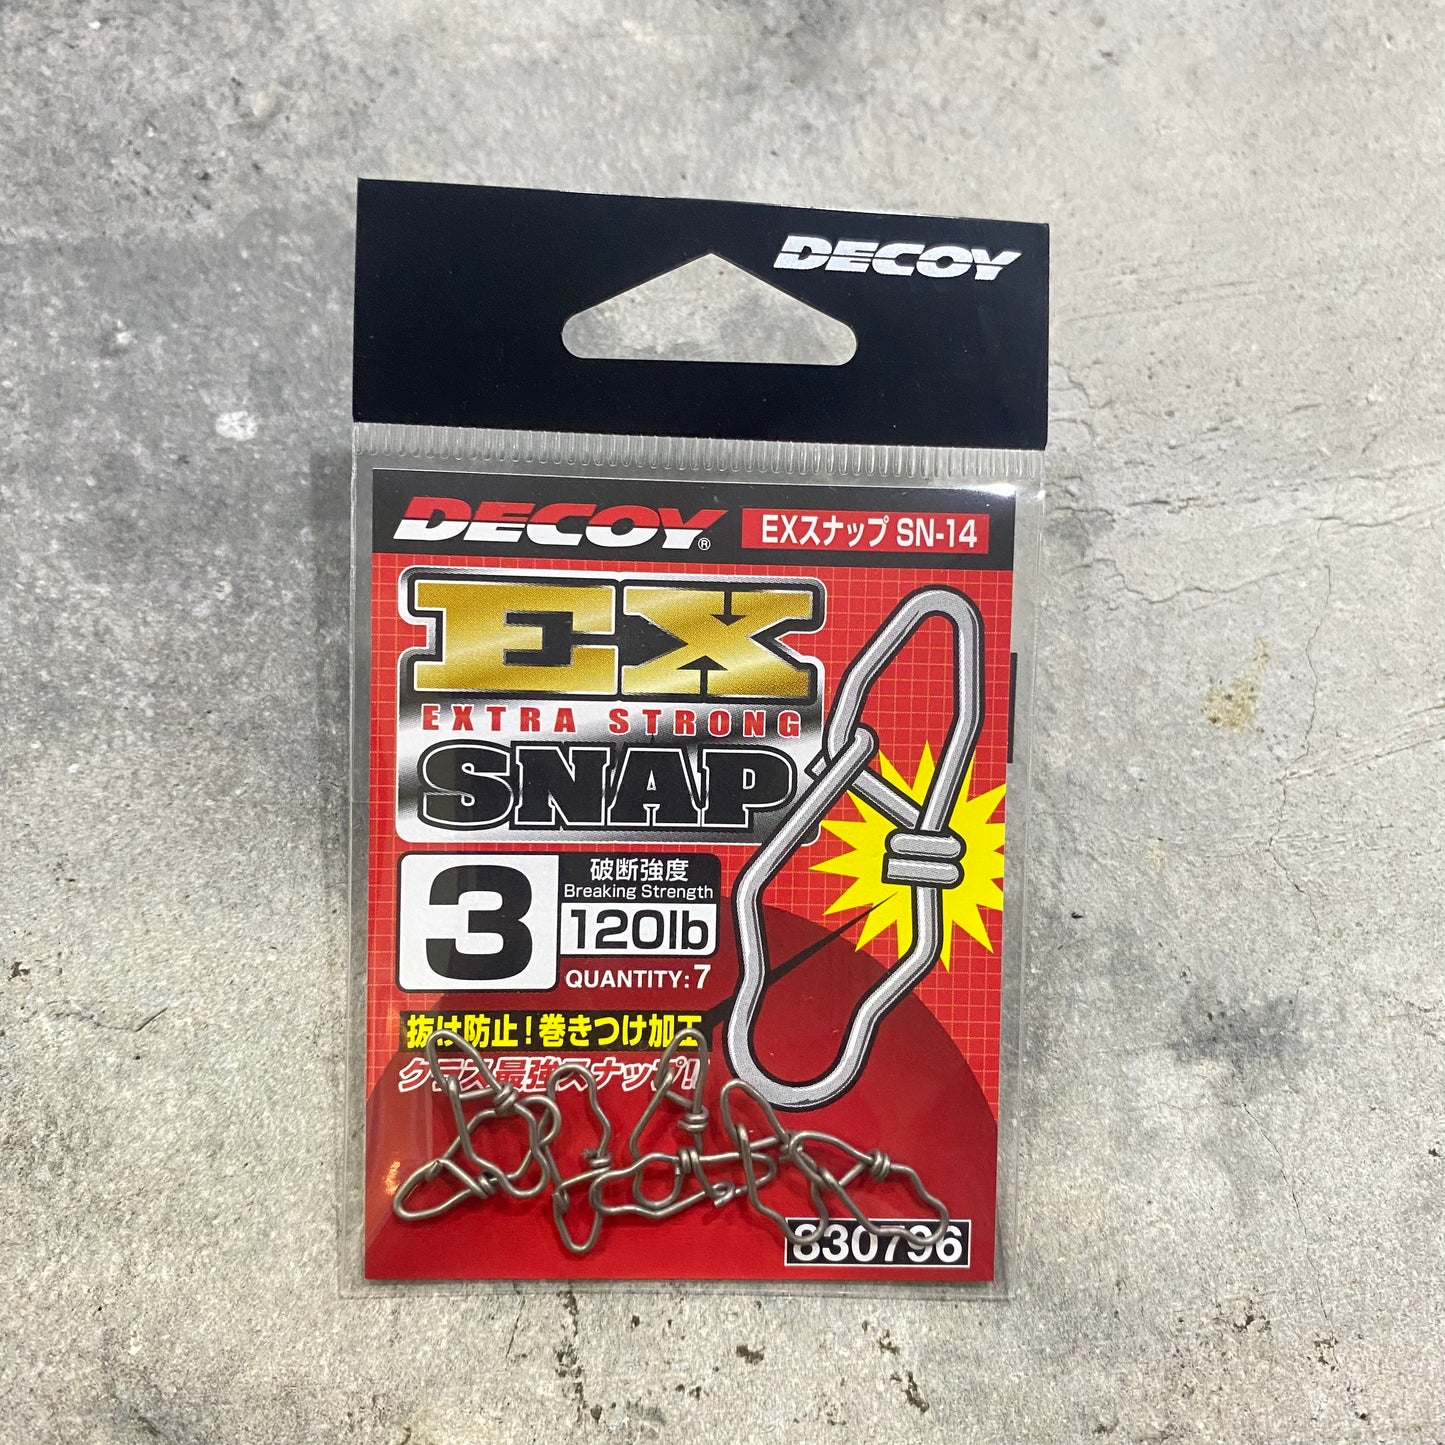 DECOY
DECOY® EXスナップ SN-14
EX
EXTRA STRONG
SNAP
3
破断強度
Breaking Strength
120lb
QUANTITY: 7
抜け防止!巻きつけ加工
クラス最強スナップ!!
830796